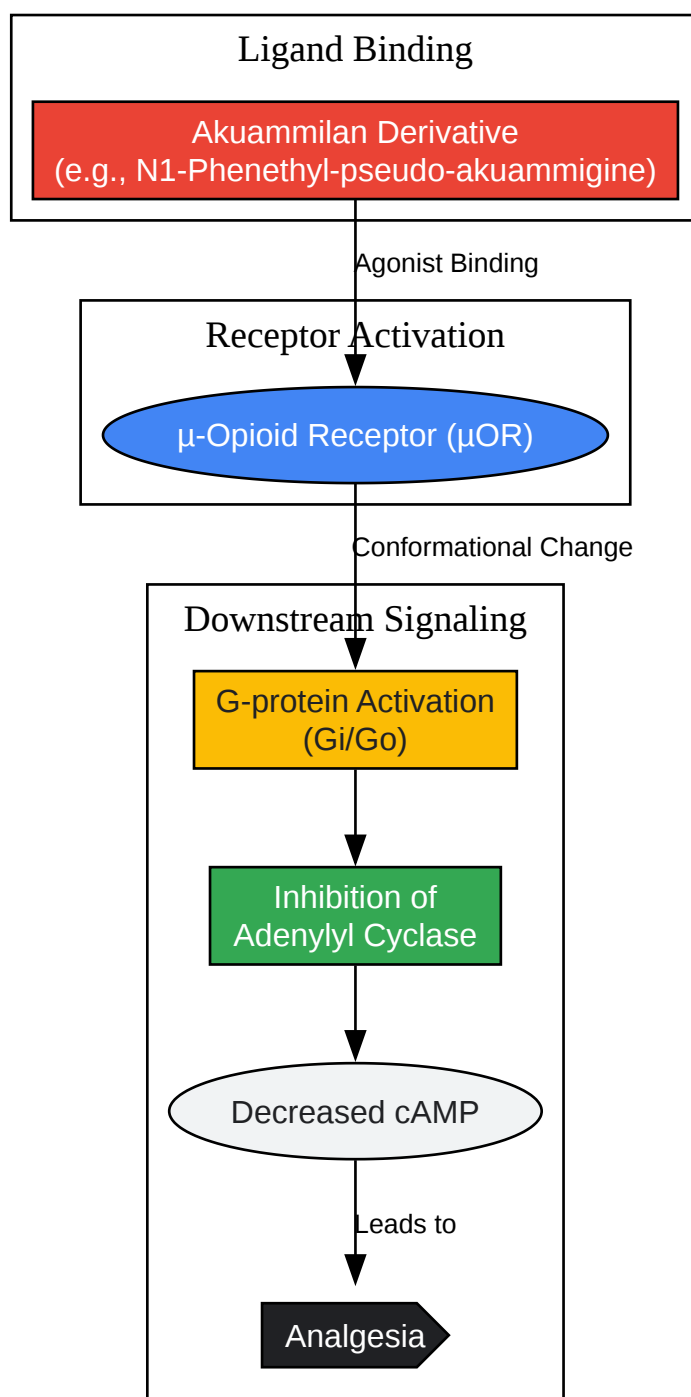 Ligand Binding
Akuammilan Derivative
(e.g., N1-Phenethyl-pseudo-akuammigine)
Agonist Binding
Receptor Activation
µ-Opioid Receptor (µOR)
Conformational Change
Downstream Signaling
G-protein Activation
(Gi/Go)
Inhibition of
Adenylyl Cyclase
Decreased cAMP
Leads to
Analgesia